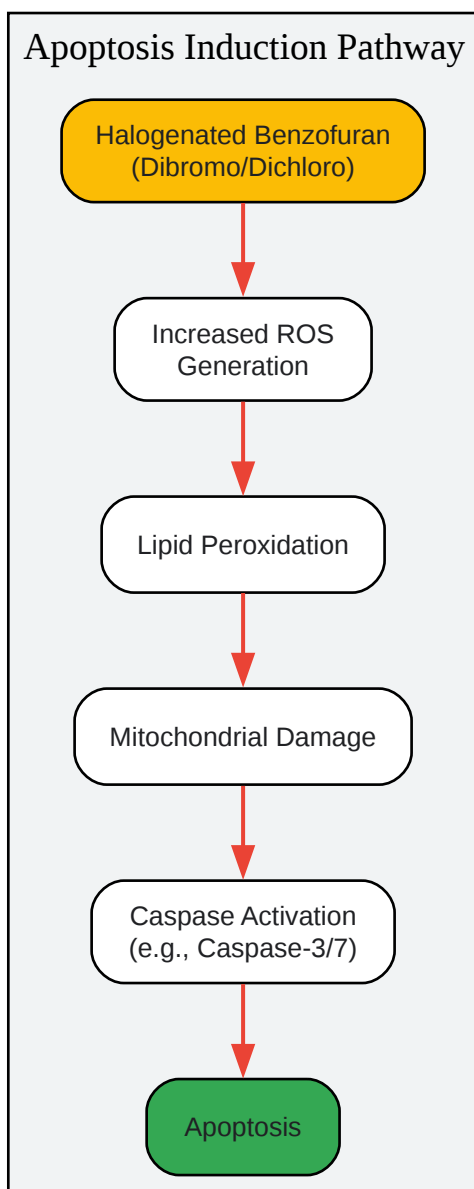 Apoptosis Induction Pathway
Halogenated Benzofuran
(Dibromo/Dichloro)
Increased ROS
Generation
Lipid Peroxidation
Mitochondrial Damage
Caspase Activation
(e.g., Caspase-3/7)
Apoptosis